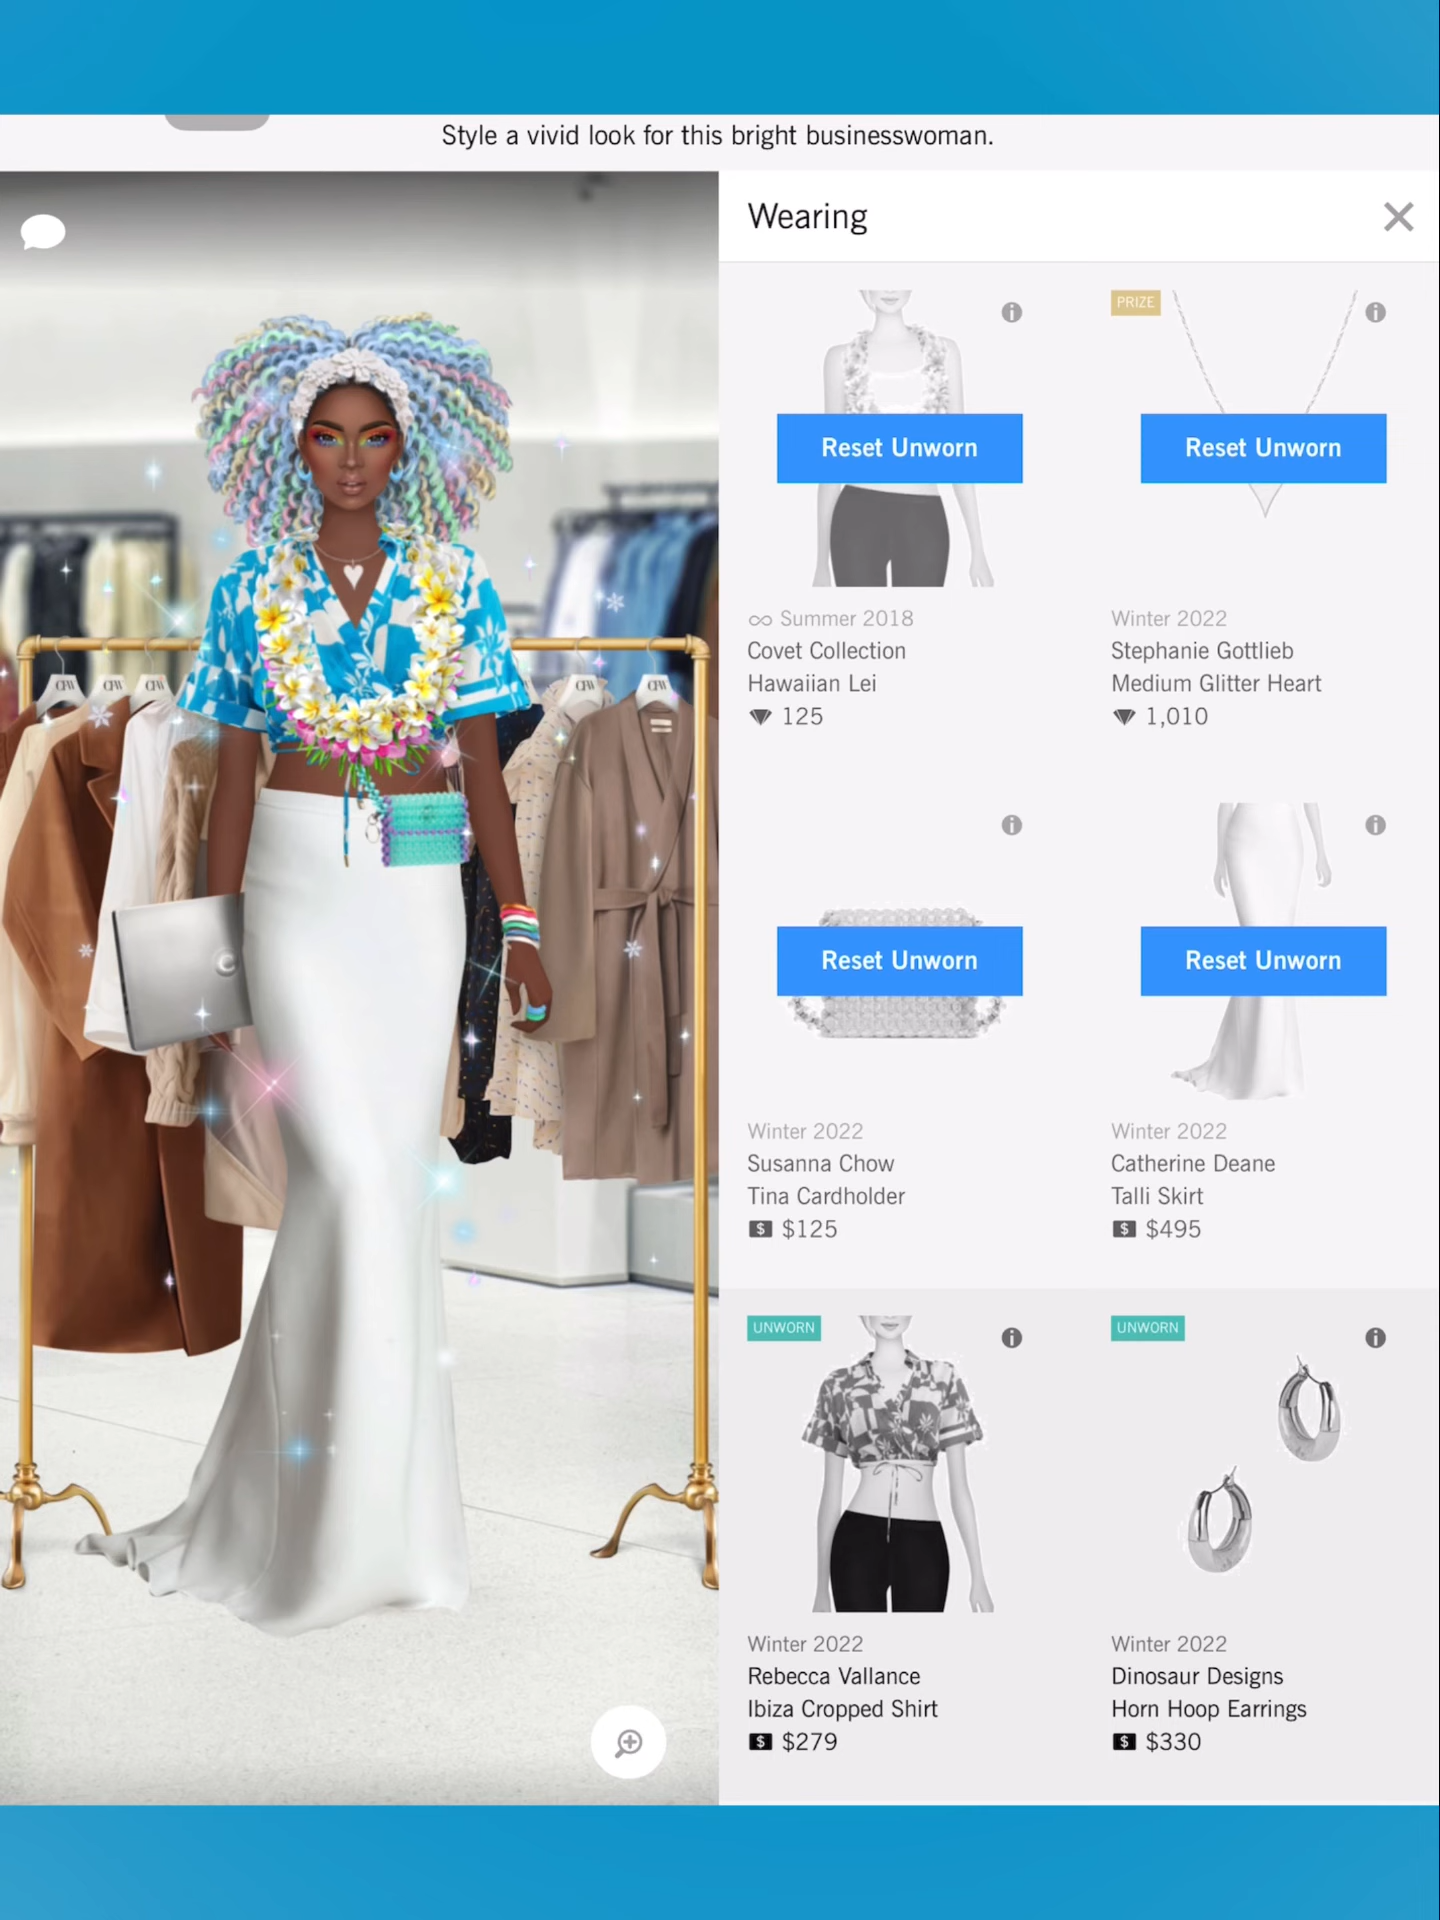 Style a vivid look for this bright businesswoman.
Wearing
Reset Unworn
∞ Summer 2018
Covet Collection
Hawaiian Lei
125
PRIZE
Reset Unworn
Winter 2022
Stephanie Gottlieb
Medium Glitter Heart
1,010
Reset Unworn
Winter 2022
Susanna Chow
Tina Cardholder
$ $125
Reset Unworn
Winter 2022
Catherine Deane
Talli Skirt
$ $495
UNWORN
Winter 2022
Rebecca Vallance
Ibiza Cropped Shirt
$ $279
UNWORN
Winter 2022
Dinosaur Designs
Horn Hoop Earrings
$ $330